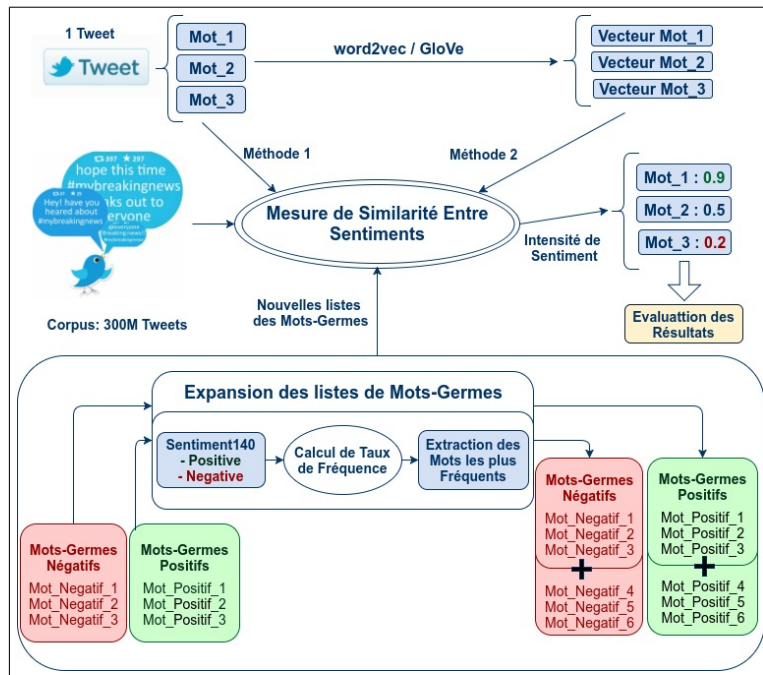 1 Tweet
Tweet
Mot_1
Mot_2
Mot_3
word2vec / GloVe
Vecteur Mot_1
Vecteur Mot_2
Vecteur Mot_3
Méthode 1
Méthode 2
hope this time
#mybreakingnews
ks out to
eryone
Hey! have you
heared about
#mybreakingnews
Corpus: 300M Tweets
Mesure de Similarité Entre
Sentiments
Intensité de
Sentiment
Mot_1 : 0.9
Mot_2 : 0.5
Mot_3 : 0.2
Evaluattion des
Résultats
Nouvelles listes
des Mots-Germes
Expansion des listes de Mots-Germes
Sentiment140
- Positive
- Negative
Calcul de Taux
de Fréquence
Extraction des
Mots les plus
Fréquents
Mots-Germes
Négatifs
Mot_Negatif_1
Mot_Negatif_2
Mot_Negatif_3
Mots-Germes
Positifs
Mot_Positif_1
Mot_Positif_2
Mot_Positif_3
Mots-Germes
Négatifs
Mot_Negatif_1
Mot_Negatif_2
Mot_Negatif_3
+
Mot_Negatif_4
Mot_Negatif_5
Mot_Negatif_6
Mots-Germes
Positifs
Mot_Positif_1
Mot_Positif_2
Mot_Positif_3
+
Mot_Positif_4
Mot_Positif_5
Mot_Positif_6